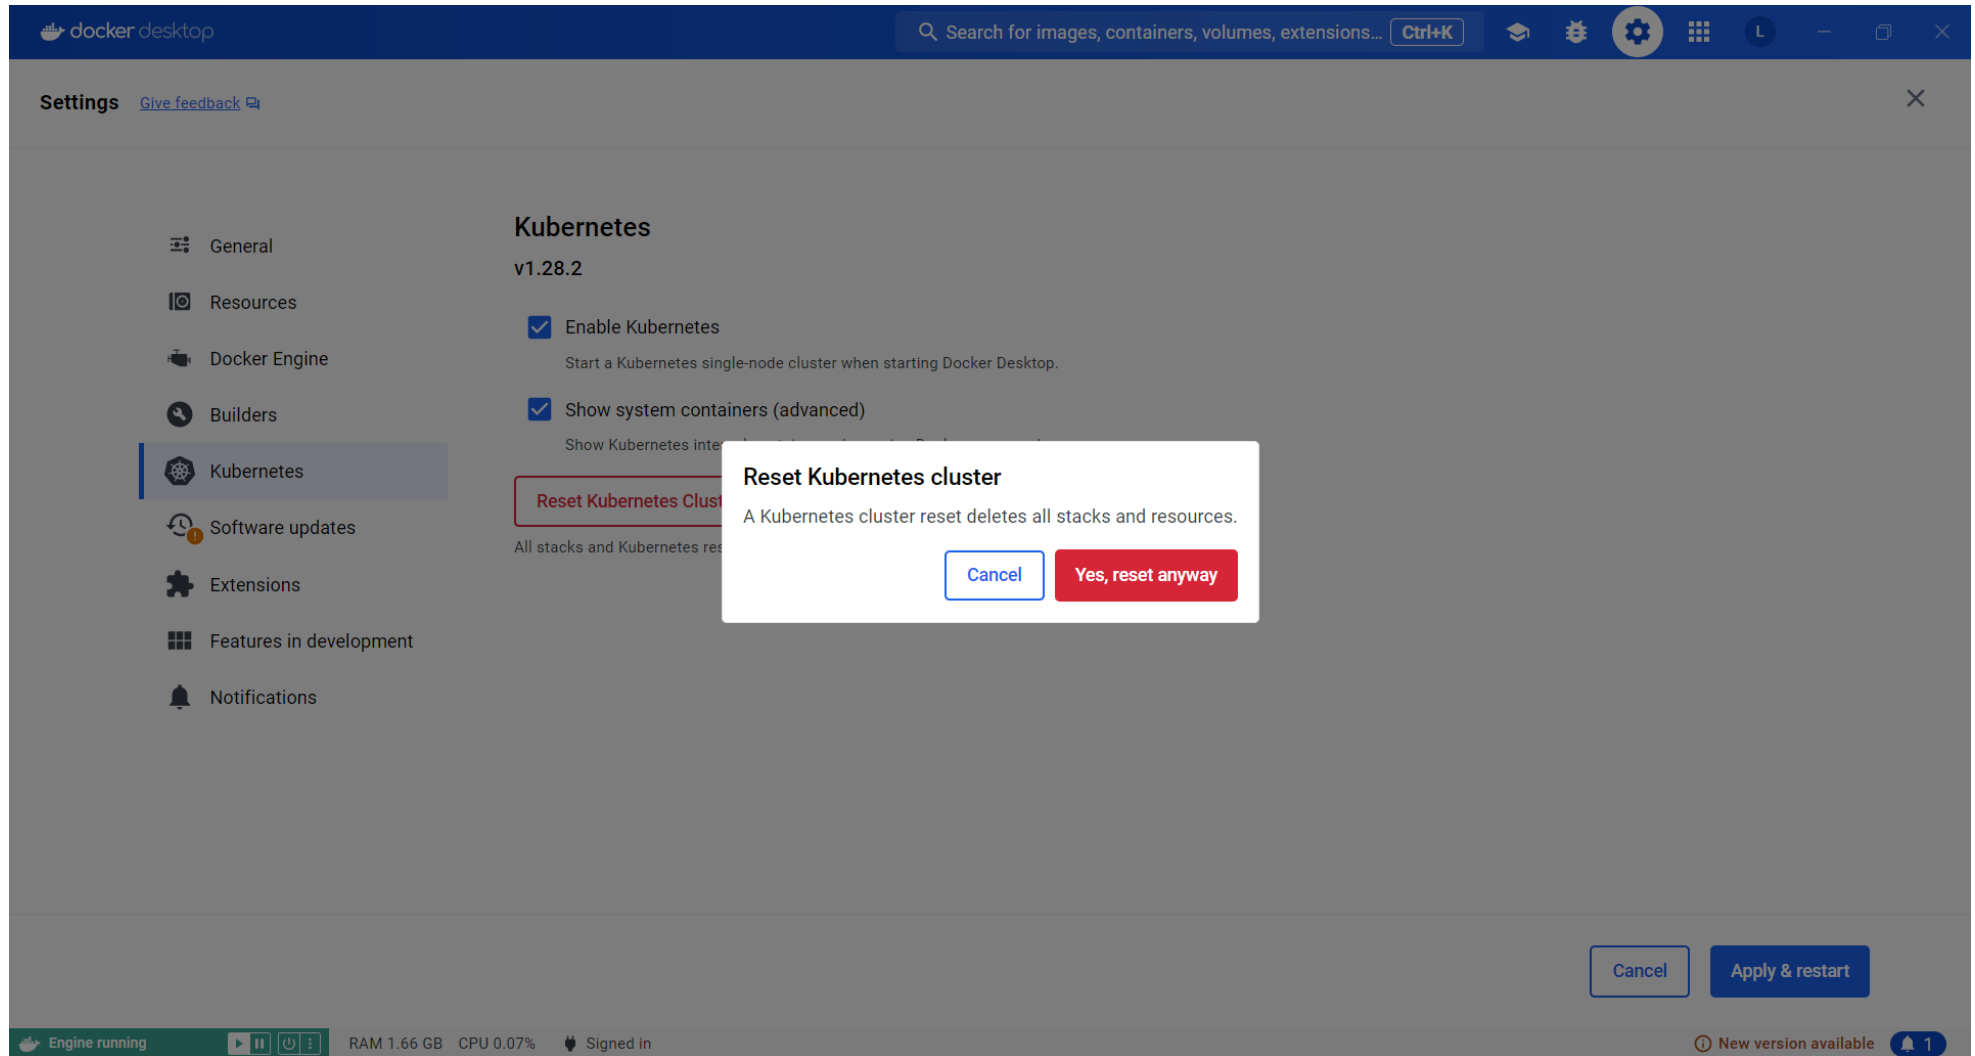 docker desktop
Search for images, containers, volumes, extensions... Ctrl+K
L
Settings Give feedback
General
Resources
Docker Engine
Builders
Kubernetes
Software updates
Extensions
Features in development
Notifications
Kubernetes
v1.28.2
Enable Kubernetes
Start a Kubernetes single-node cluster when starting Docker Desktop.
Show system containers (advanced)
Show Kubernetes inte
Reset Kubernetes Clust
All stacks and Kubernetes res
Reset Kubernetes cluster
A Kubernetes cluster reset deletes all stacks and resources.
Cancel Yes, reset anyway
Cancel Apply & restart
Engine running RAM 1.66 GB CPU 0.07% Signed in New version available 1